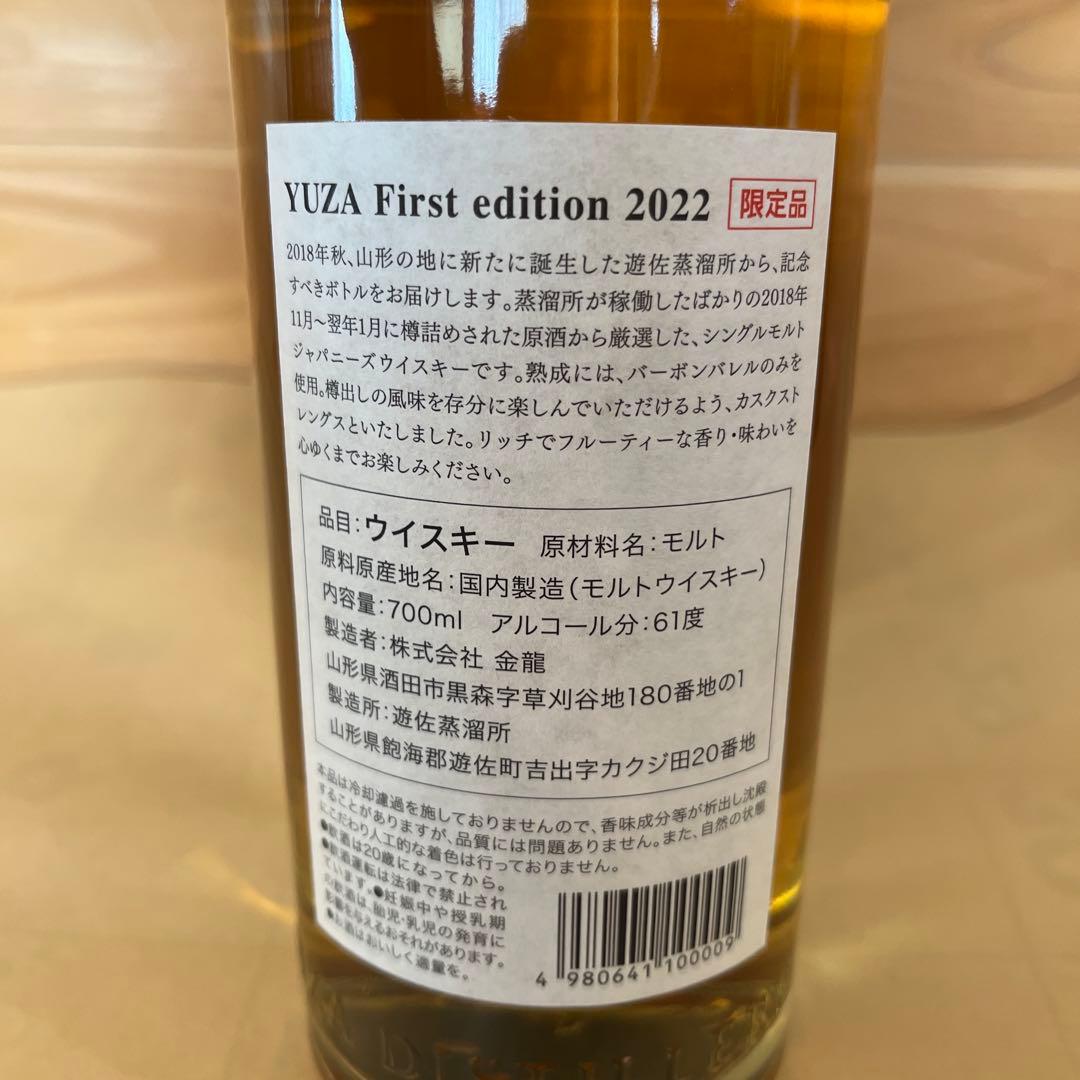 YUZA First edition 2022 限定品
2018年秋、山形の地に新たに誕生した遊佐蒸溜所から、記念
すべきボトルをお届けします。蒸溜所が稼働したばかりの2018年
11月~翌年1月に樽詰めされた原酒から厳選した、シングルモルト
ジャパニーズウイスキーです。熟成には、バーボンバレルのみを
使用。樽出しの風味を存分に楽しんでいただけるよう、カスクスト
レングスといたしました。リッチでフルーティーな香り・味わいを
心ゆくまでお楽しみください。
品目:ウイスキー 原材料名:モルト
原料原産地名:国内製造(モルトウイスキー)
内容量:700ml アルコール分:61度
製造者:株式会社 金龍
山形県酒田市黒森字草刈谷地180番地の1
製造所:遊佐蒸溜所
山形県飽海郡遊佐町吉出字カクジ田20番地
本品は冷却濾過を施しておりませんので、香味成分等が析出し沈殿
することがありますが、品質には問題ありません。また、自然の状態
にこだわり人工的な着色は行っておりません。
●飲酒は20歳になってから。
●飲酒運転は法律で禁止され
ています。●妊娠中や授乳期
の飲酒は、胎児・乳児の発育に
影響を与えるおそれがあります。
●お酒はおいしく適量を。
4 980641 100009
DISTILLER